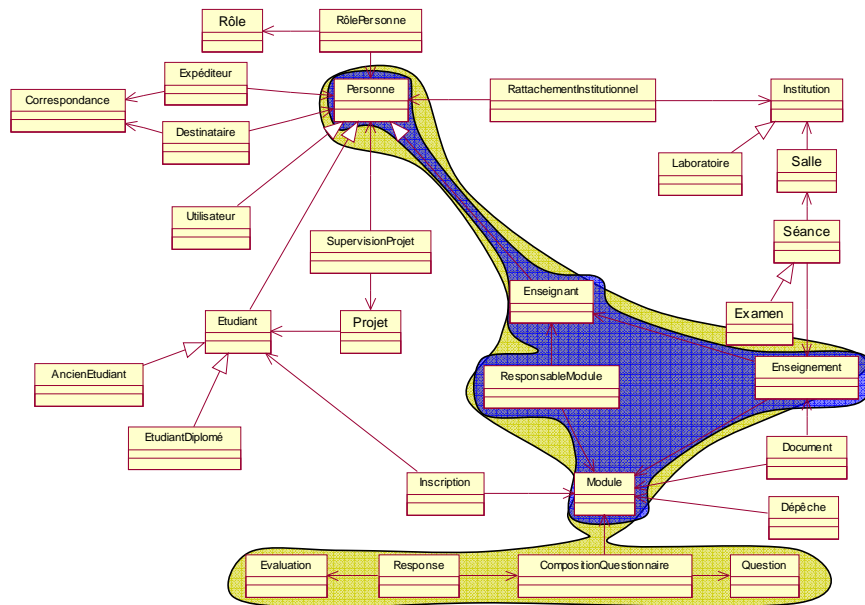 Rôle
RôlePersonne
Expéditeur
Personne
RattachementInstitutionnel
Institution
Correspondance
Destinataire
Laboratoire
Salle
Utilisateur
SupervisionProjet
Séance
Enseignant
Examen
Etudiant
Projet
AncienEtudiant
ResponsableModule
Enseignement
EtudiantDiplomé
Document
Inscription
Module
Dépêche
Evaluation
Response
CompositionQuestionnaire
Question